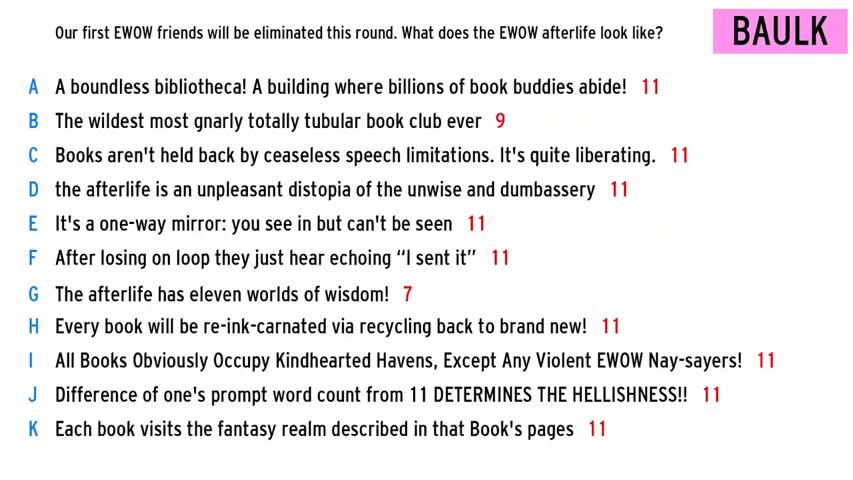 Our first EWOW friends will be eliminated this round. What does the EWOW afterlife look like?
BAULK
A A boundless bibliotheca! A building where billions of book buddies abide! 11
B The wildest most gnarly totally tubular book club ever 9
C Books aren't held back by ceaseless speech limitations. It's quite liberating. 11
D the afterlife is an unpleasant distopia of the unwise and dumbassery 11
E It's a one-way mirror: you see in but can't be seen 11
F After losing on loop they just hear echoing “I sent it” 11
G The afterlife has eleven worlds of wisdom! 7
H Every book will be re-ink-carnated via recycling back to brand new! 11
I All Books Obviously Occupy Kindhearted Havens, Except Any Violent EWOW Nay-sayers! 11
J Difference of one's prompt word count from 11 DETERMINES THE HELLISHNESS!! 11
K Each book visits the fantasy realm described in that Book's pages 11